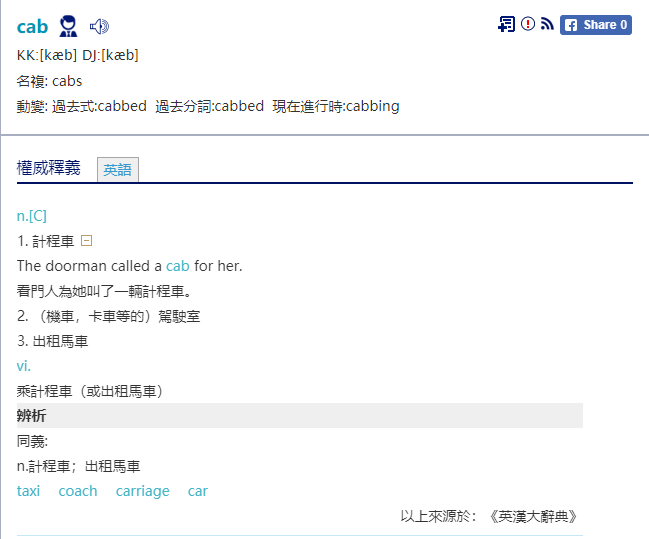 cab
Share 0
KK:[kæb] DJ:[kæb]
名複: cabs
動變: 過去式:cabbed 過去分詞:cabbed 現在進行時:cabbing
權威釋義 英語
n.[C]
1. 計程車
The doorman called a cab for her.
看門人為她叫了一輛計程車。
2. （機車，卡車等的）駕駛室
3. 出租馬車
vi.
乘計程車（或出租馬車）
辨析
同義:
n.計程車；出租馬車
taxi coach carriage car
以上來源於：《英漢大辭典》